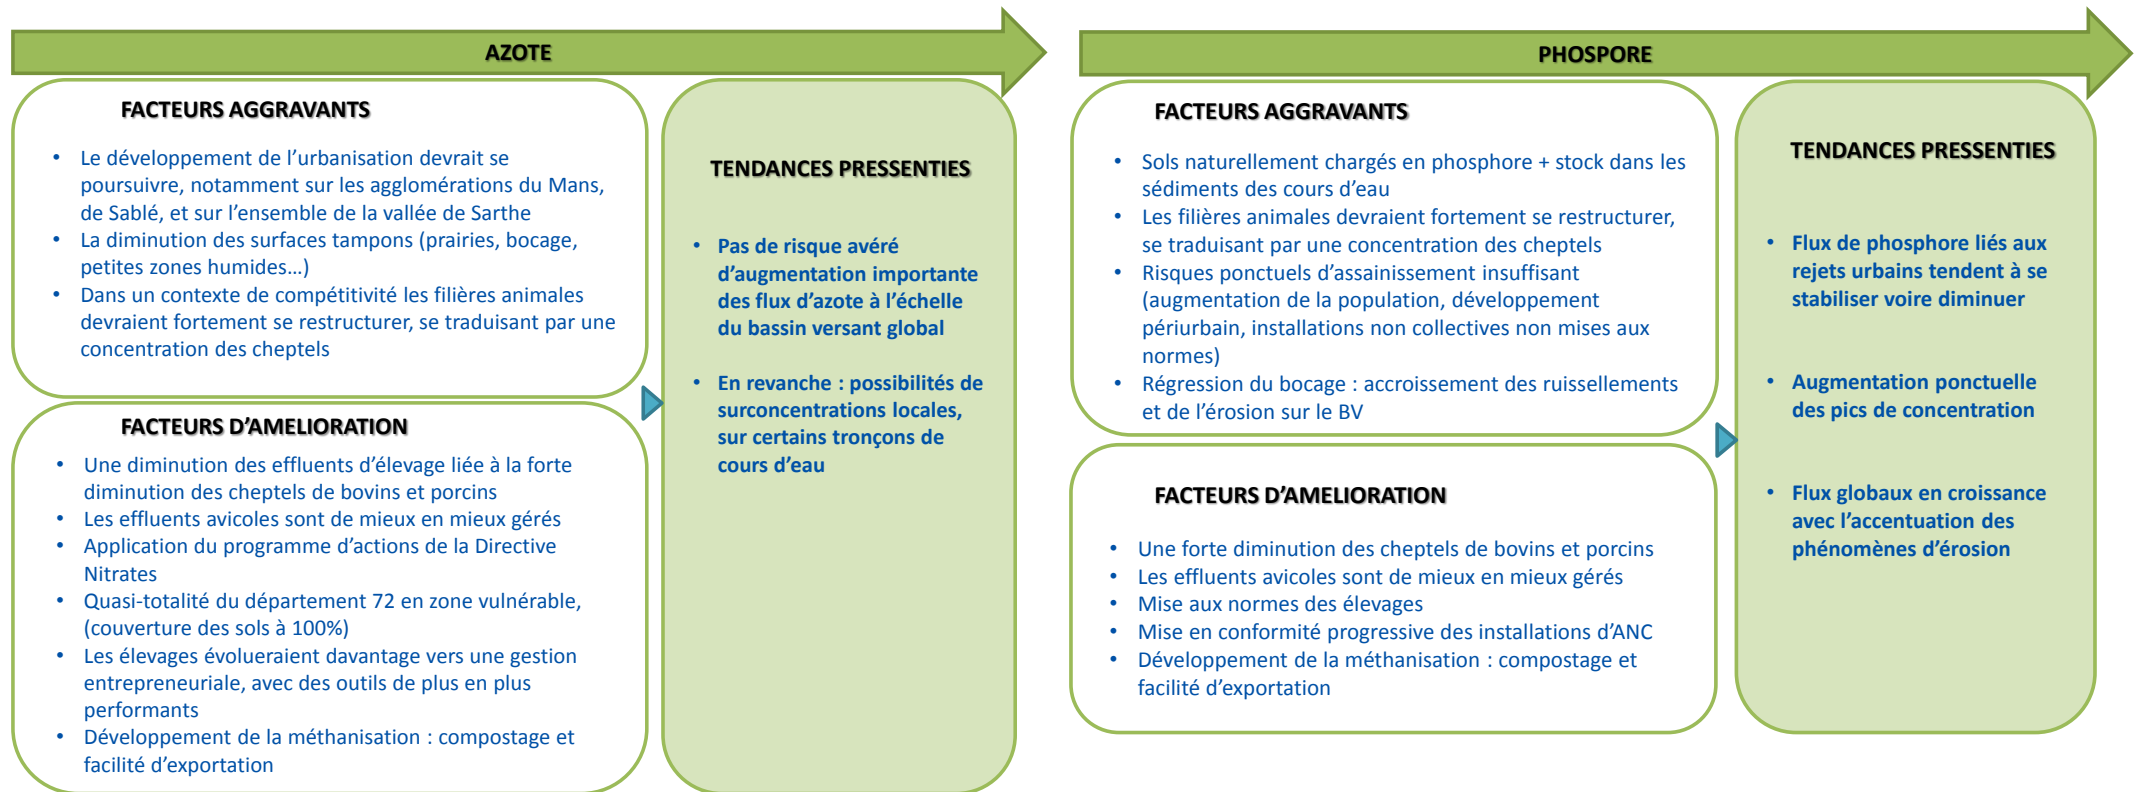 AZOTE
FACTEURS AGGRAVANTS
• Le développement de l'urbanisation devrait se
poursuivre, notamment sur les agglomérations du Mans,
de Sablé, et sur l'ensemble de la vallée de Sarthe
• La diminution des surfaces tampons (prairies, bocage,
petites zones humides…)
• Dans un contexte de compétitivité les filières animales
devraient fortement se restructurer, se traduisant par une
concentration des cheptels
FACTEURS D'AMELIORATION
• Une diminution des effluents d'élevage liée à la forte
diminution des cheptels de bovins et porcins
• Les effluents avicoles sont de mieux en mieux gérés
• Application du programme d'actions de la Directive
Nitrates
• Quasi-totalité du département 72 en zone vulnérable,
(couverture des sols à 100%)
• Les élevages évolueraient davantage vers une gestion
entrepreneuriale, avec des outils de plus en plus
performants
• Développement de la méthanisation : compostage et
facilité d'exportation
TENDANCES PRESSENTIES
• Pas de risque avéré
d'augmentation importante
des flux d'azote à l'échelle
du bassin versant global
• En revanche : possibilités de
surconcentrations locales,
sur certains tronçons de
cours d'eau
PHOSPORE
FACTEURS AGGRAVANTS
• Sols naturellement chargés en phosphore + stock dans les
sédiments des cours d'eau
• Les filières animales devraient fortement se restructurer,
se traduisant par une concentration des cheptels
• Risques ponctuels d'assainissement insuffisant
(augmentation de la population, développement
périurbain, installations non collectives non mises aux
normes)
• Régression du bocage : accroissement des ruissellements
et de l'érosion sur le BV
FACTEURS D'AMELIORATION
• Une forte diminution des cheptels de bovins et porcins
• Les effluents avicoles sont de mieux en mieux gérés
• Mise aux normes des élevages
• Mise en conformité progressive des installations d'ANC
• Développement de la méthanisation : compostage et
facilité d'exportation
TENDANCES PRESSENTIES
• Flux de phosphore liés aux
rejets urbains tendent à se
stabiliser voire diminuer
• Augmentation ponctuelle
des pics de concentration
• Flux globaux en croissance
avec l'accentuation des
phénomènes d'érosion